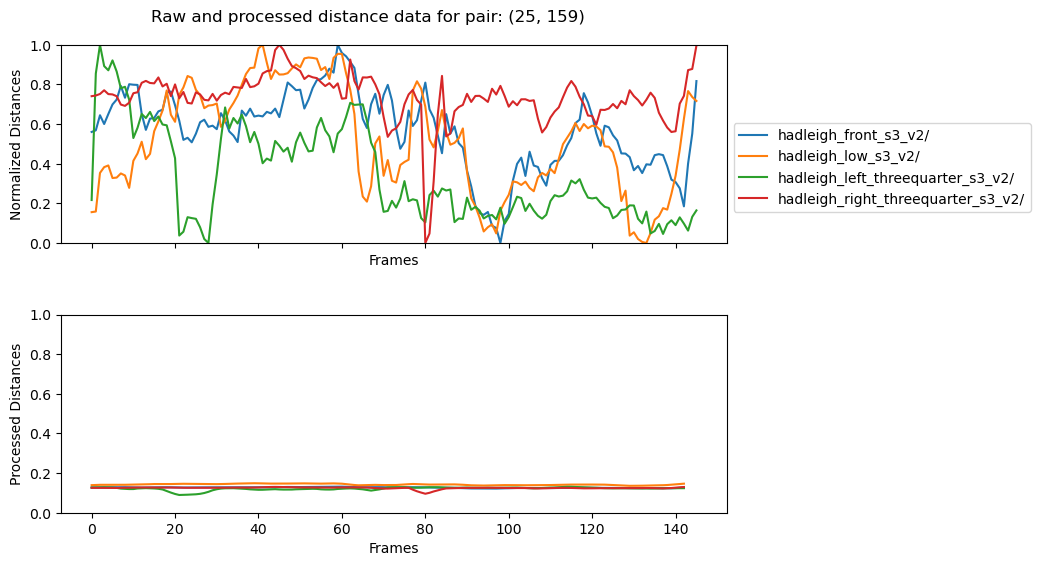 Raw and processed distance data for pair: (25, 159)
1.0
0.8
0.6
0.4
0.2
0.0
Normalized Distances
Frames
hadleigh_front_s3_v2/
hadleigh_low_s3_v2/
hadleigh_left_threequarter_s3_v2/
hadleigh_right_threequarter_s3_v2/
1.0
0.8
0.6
0.4
0.2
0.0
Processed Distances
0 20 40 60 80 100 120 140
Frames